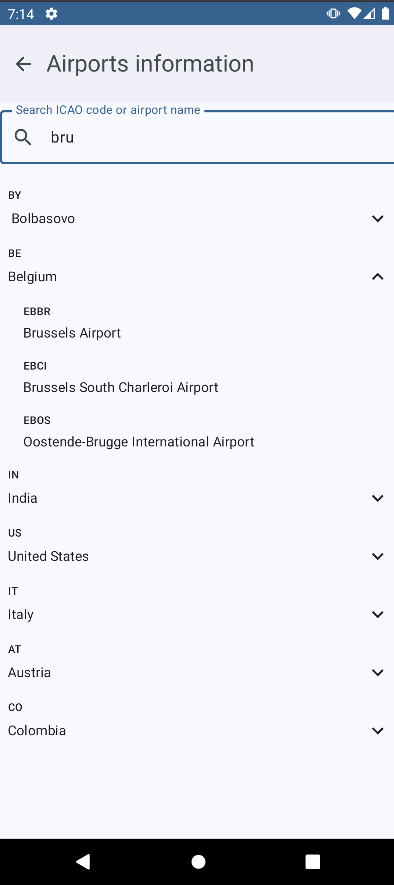 7:14
Airports information
Search ICAO code or airport name
bru
BY
Bolbasovo
BE
Belgium
EBBR
Brussels Airport
EBCI
Brussels South Charleroi Airport
EBOS
Oostende-Brugge International Airport
IN
India
US
United States
IT
Italy
AT
Austria
CO
Colombia